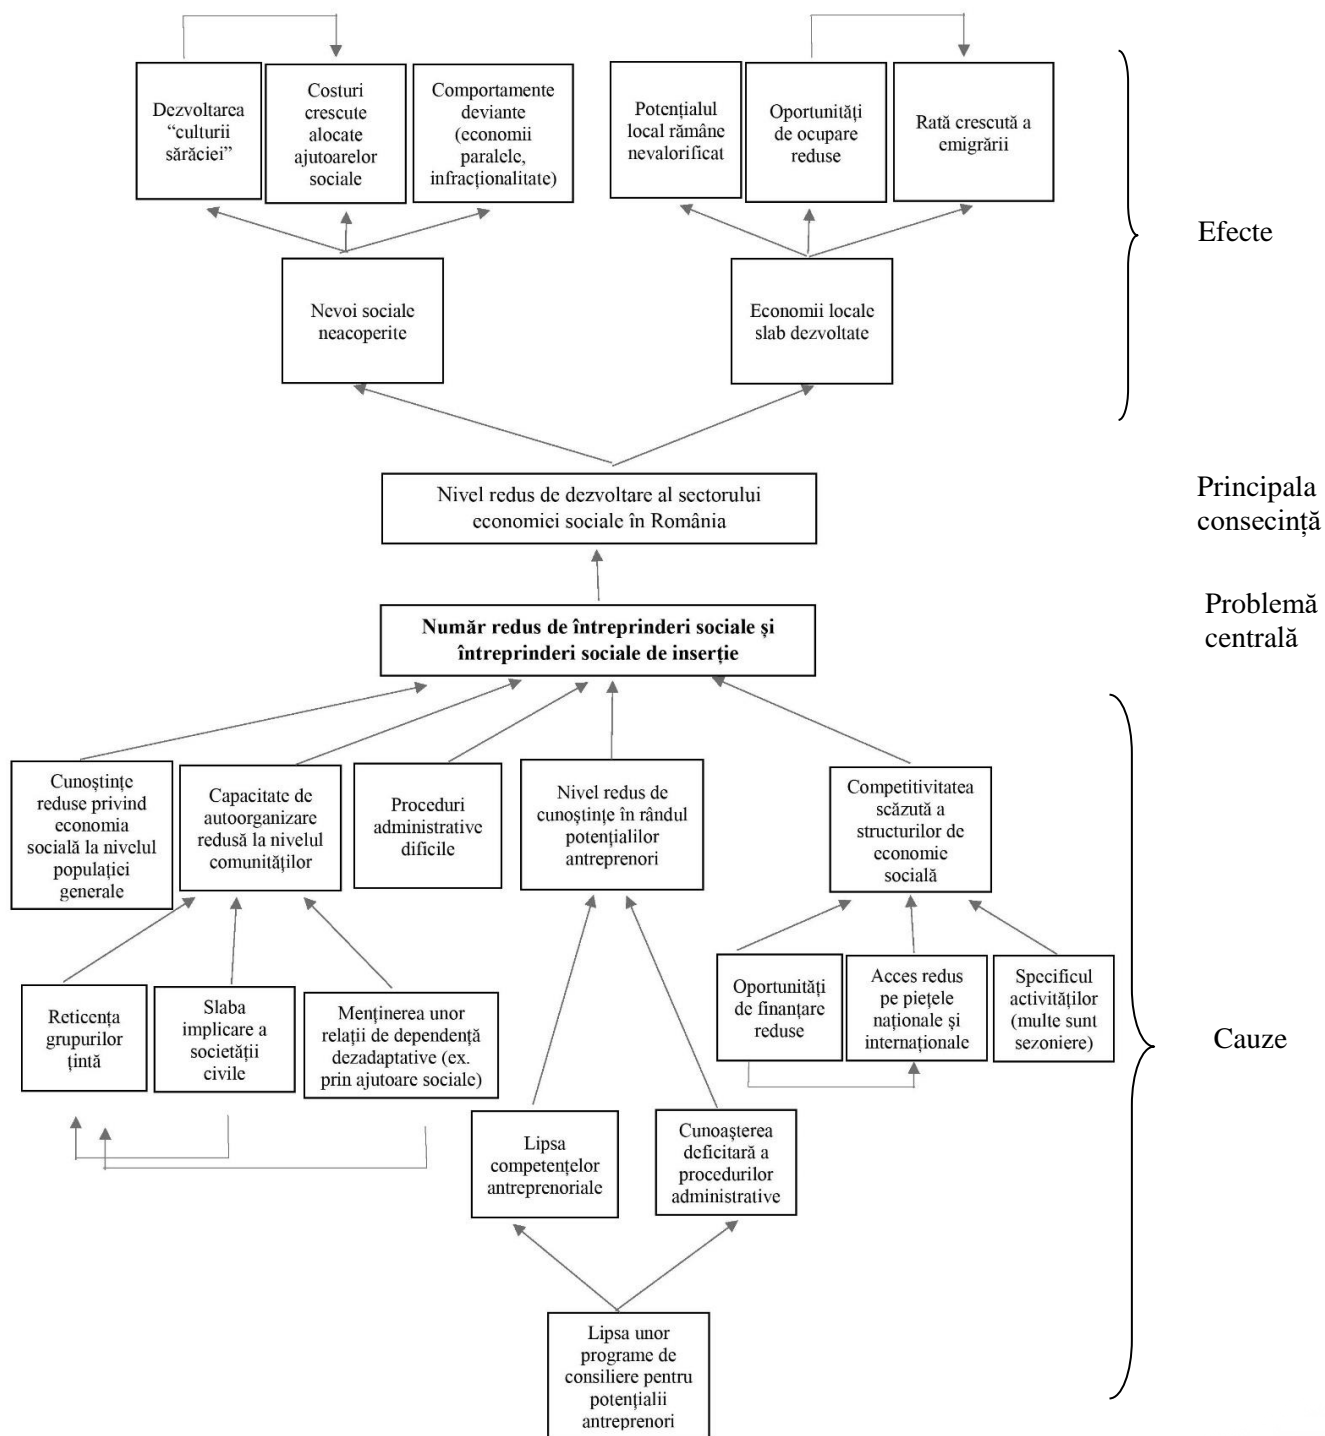 Dezvoltarea
“culturii
sărăciei”
Costuri
crescute
alocate
ajutoarelor
sociale
Comportamente
deviante
(economii
paralele,
infracționalitate)
Potențialul
local rămâne
nevalorificat
Oportunități
de ocupare
reduse
Rată crescută a
emigrării
Efecte
Nevoi sociale
neacoperite
Economii locale
slab dezvoltate
Nivel redus de dezvoltare al sectorului
economiei sociale în România
Principala
consecință
Număr redus de întreprinderi sociale și
întreprinderi sociale de inserție
Problemă
centrală
Cunoștințe
reduse privind
economia
socială la nivelul
populației
generale
Capacitate de
autoorganizare
redusă la nivelul
comunităților
Proceduri
administrative
dificile
Nivel redus de
cunoștințe în rândul
potențialilor
antreprenori
Competitivitatea
scăzută a
structurilor de
economie
socială
Reticența
grupurilor
țintă
Slaba
implicare a
societății
civile
Menținerea unor
relații de dependență
dezadaptative (ex.
prin ajutoare sociale)
Oportunități
de finanțare
reduse
Acces redus
pe piețele
naționale și
internaționale
Specificul
activităților
(multe sunt
sezoniere)
Cauze
Lipsa
competențelor
antreprenoriale
Cunoașterea
deficitară a
procedurilor
administrative
Lipsa unor
programe de
consiliere pentru
potențialii
antreprenori